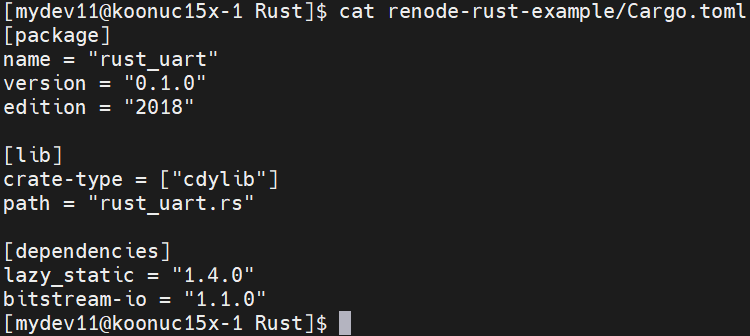 [mydev11@koonuc15x-1 Rust]$ cat renode-rust-example/Cargo.toml
[package]
name = "rust_uart"
version = "0.1.0"
edition = "2018"
[lib]
crate-type = ["cdylib"]
path = "rust_uart.rs"
[dependencies]
lazy_static = "1.4.0"
bitstream-io = "1.1.0"
[mydev11@koonuc15x-1 Rust]$